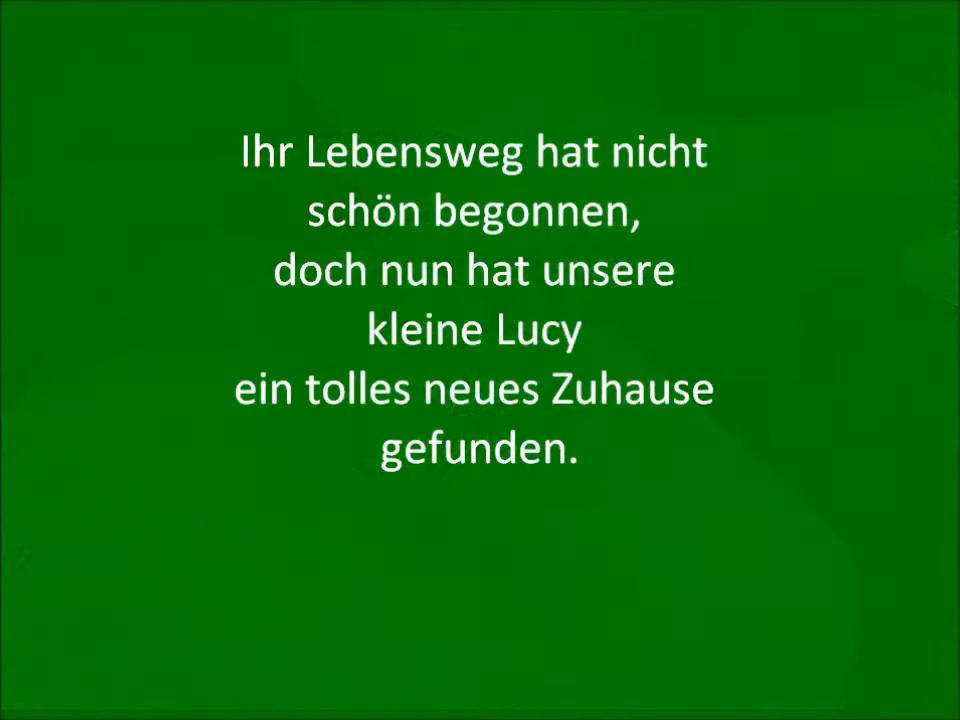 Ihr Lebensweg hat nicht
schön begonnen,
doch nun hat unsere
kleine Lucy
ein tolles neues Zuhause
gefunden.